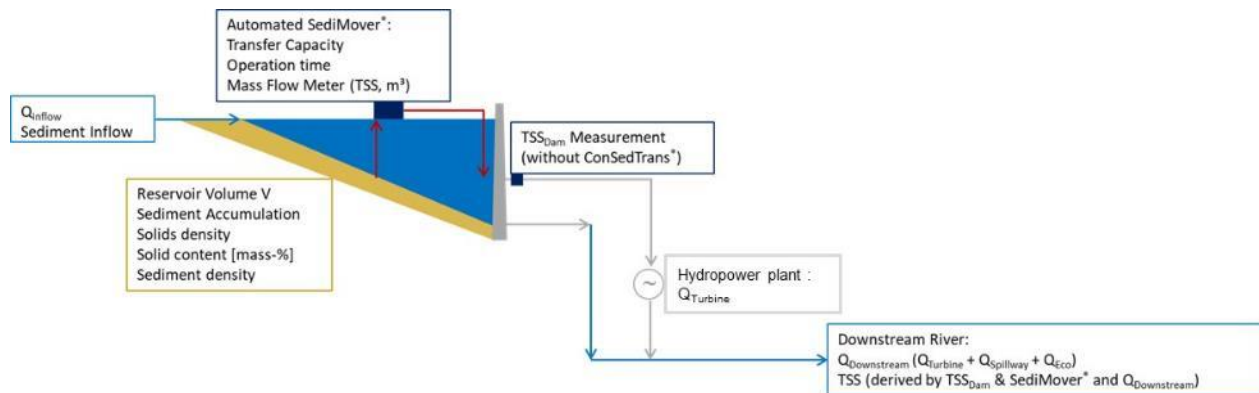 Automated SediMover*:
Transfer Capacity
Operation time
Mass Flow Meter (TSS, m³)
Q_Inflow
Sediment Inflow
TSS_Dam Measurement
(without ConSedTrans*)
Reservoir Volume V
Sediment Accumulation
Solids density
Solid content [mass-%]
Sediment density
Hydropower plant :
Q_Turbine
~
Downstream River:
Q_Downstream (Q_Turbine + Q_Spillway + Q_Eco)
TSS (derived by TSS_Dam & SediMover* and Q_Downstream)